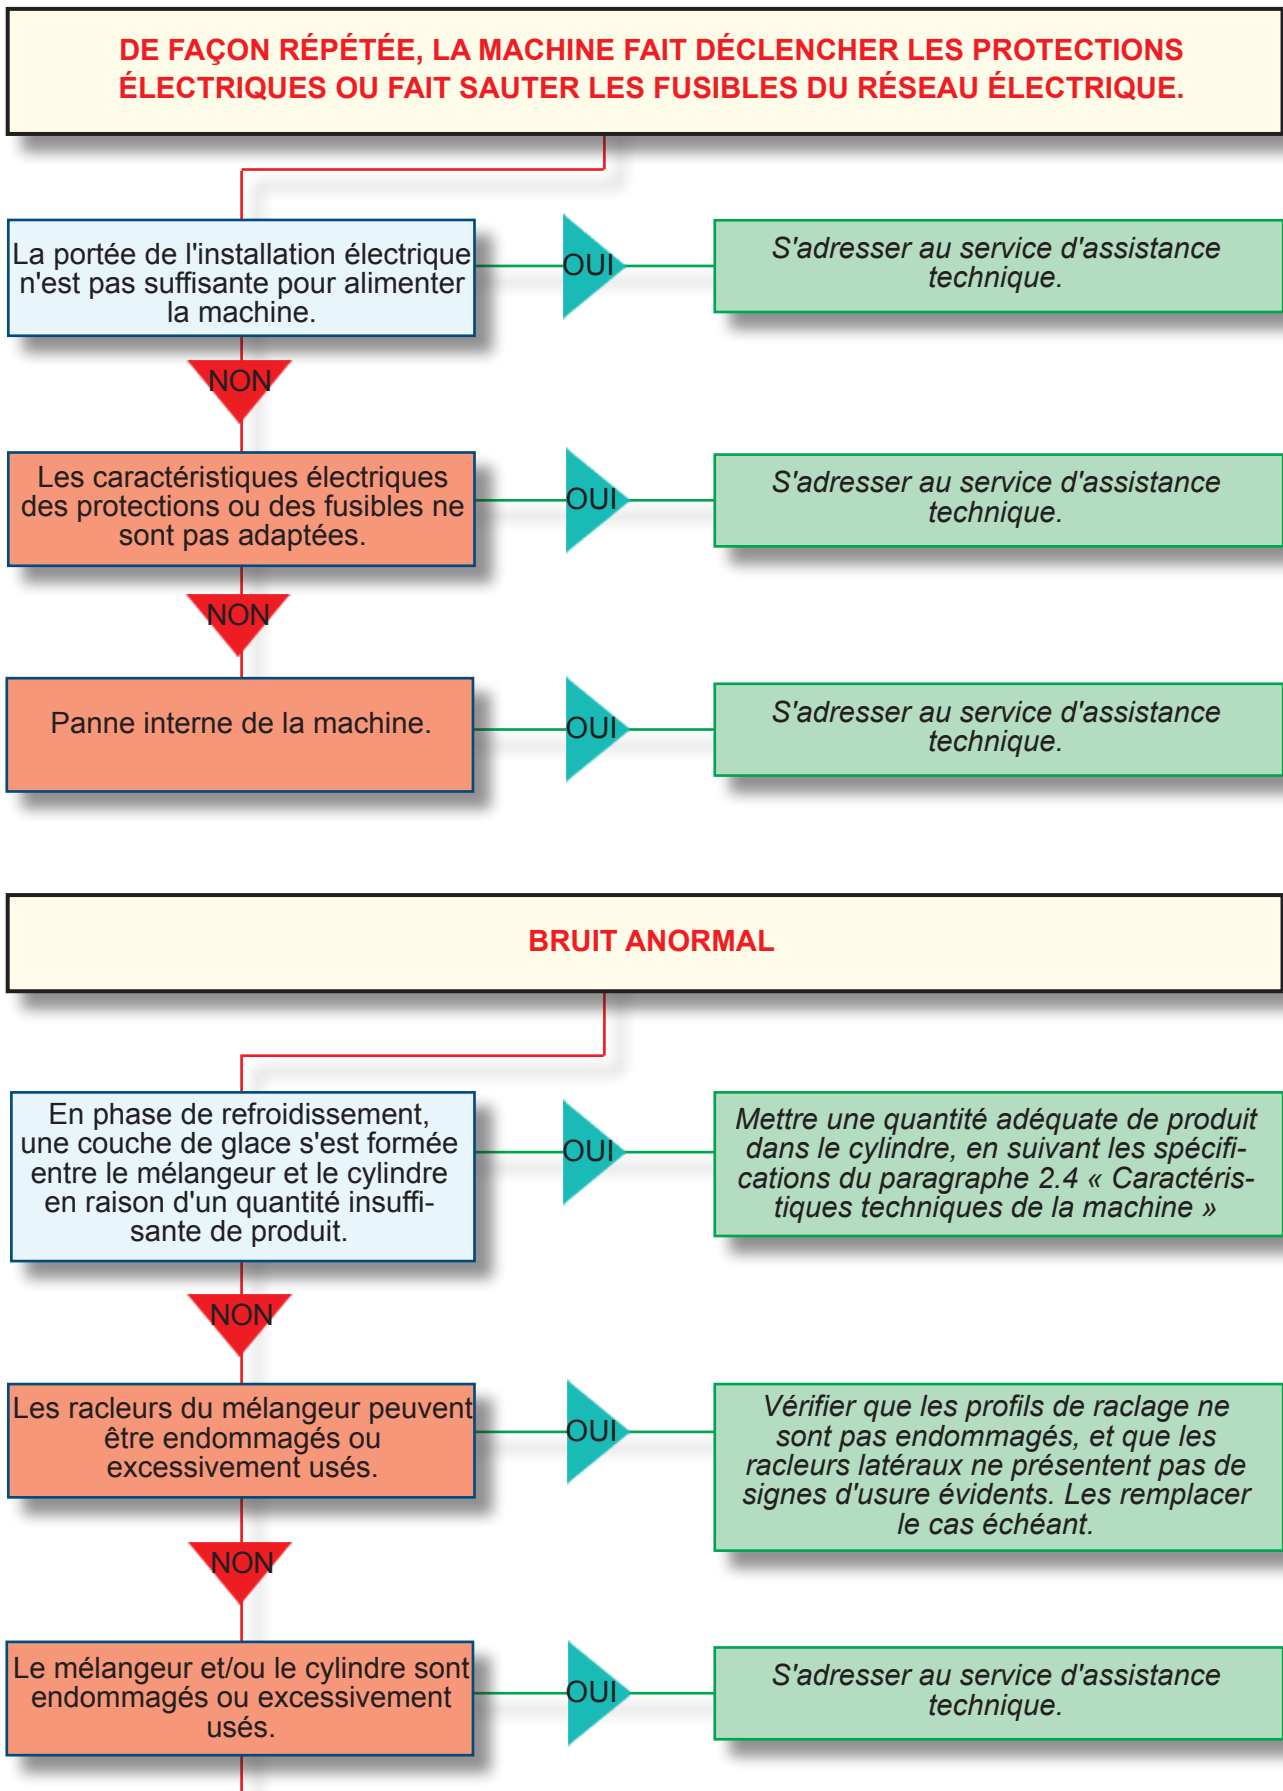 DE FAÇON RÉPÉTÉE, LA MACHINE FAIT DÉCLENCHER LES PROTECTIONS
ÉLECTRIQUES OU FAIT SAUTER LES FUSIBLES DU RÉSEAU ÉLECTRIQUE.
La portée de l'installation électrique
n'est pas suffisante pour alimenter
la machine.
OUI
S'adresser au service d'assistance
technique.
NON
Les caractéristiques électriques
des protections ou des fusibles ne
sont pas adaptées.
OUI
S'adresser au service d'assistance
technique.
NON
Panne interne de la machine.
OUI
S'adresser au service d'assistance
technique.
BRUIT ANORMAL
En phase de refroidissement,
une couche de glace s'est formée
entre le mélangeur et le cylindre
en raison d'un quantité insuffi-
sante de produit.
OUI
Mettre une quantité adéquate de produit
dans le cylindre, en suivant les spécifi-
cations du paragraphe 2.4 « Caractéris-
tiques techniques de la machine »
NON
Les racleurs du mélangeur peuvent
être endommagés ou
excessivement usés.
OUI
Vérifier que les profils de raclage ne
sont pas endommagés, et que les
racleurs latéraux ne présentent pas de
signes d'usure évidents. Les remplacer
le cas échéant.
NON
Le mélangeur et/ou le cylindre sont
endommagés ou excessivement
usés.
OUI
S'adresser au service d'assistance
technique.